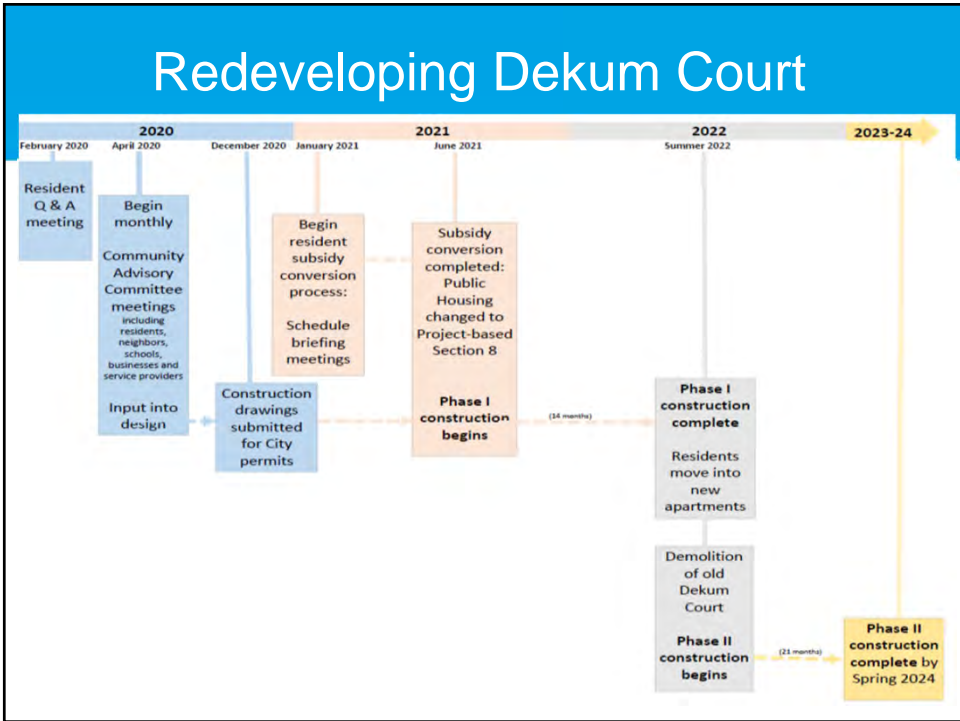 Redeveloping Dekum Court
2020
2021
2022
2023-24
February 2020
April 2020
December 2020
January 2021
June 2021
Summer 2022
Resident
Q & A
meeting
Begin
monthly
Community
Advisory
Committee
meetings
including
residents,
neighbors,
schools,
businesses and
service providers
Input into
design
Construction
drawings
submitted
for City
permits
Begin
resident
subsidy
conversion
process:
Schedule
briefing
meetings
Subsidy
conversion
completed:
Public
Housing
changed to
Project-based
Section 8
Phase I
construction
begins
(14 months)
Phase I
construction
complete
Residents
move into
new
apartments
Demolition
of old
Dekum
Court
Phase II
construction
begins
(21 months)
Phase II
construction
complete by
Spring 2024